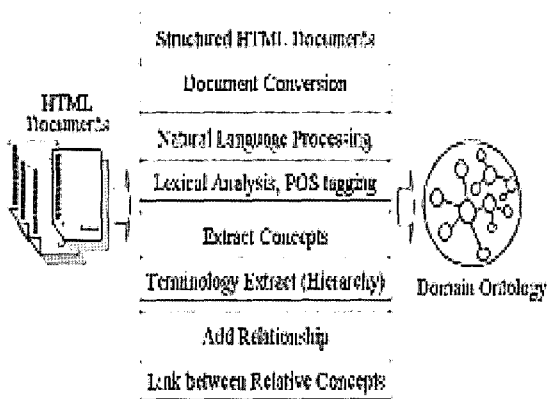 HTML
Documents
Structured HTML Documents
Document Conversion
Natural Language Processing
Lexical Analysis, POS tagging
Extract Concepts
Terminology Extract (Hierarchy)
Add Relationship
Link between Relative Concepts
Domain Ontology